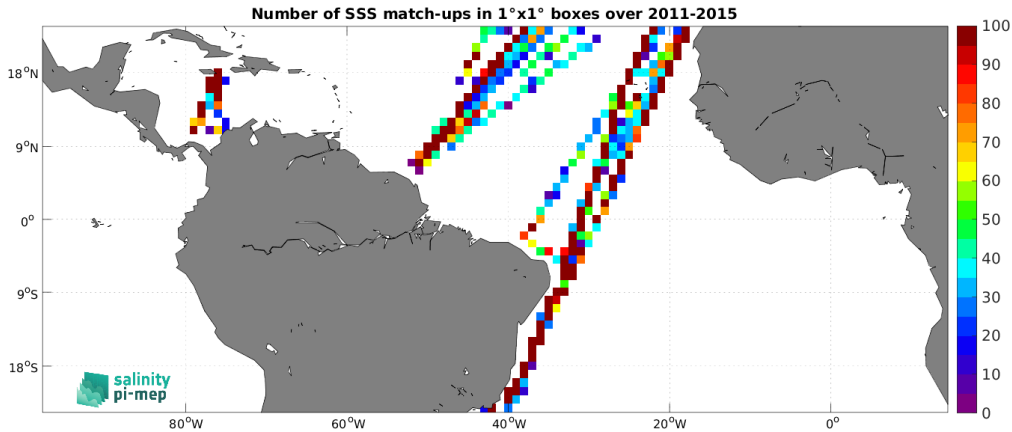 Number of SSS match-ups in 1°x1° boxes over 2011-2015
100
90
80
70
60
50
40
30
20
10
0
18°N
9°N
0°
9°S
18°S
80°W
60°W
40°W
20°W
0°
salinity
pi-mep